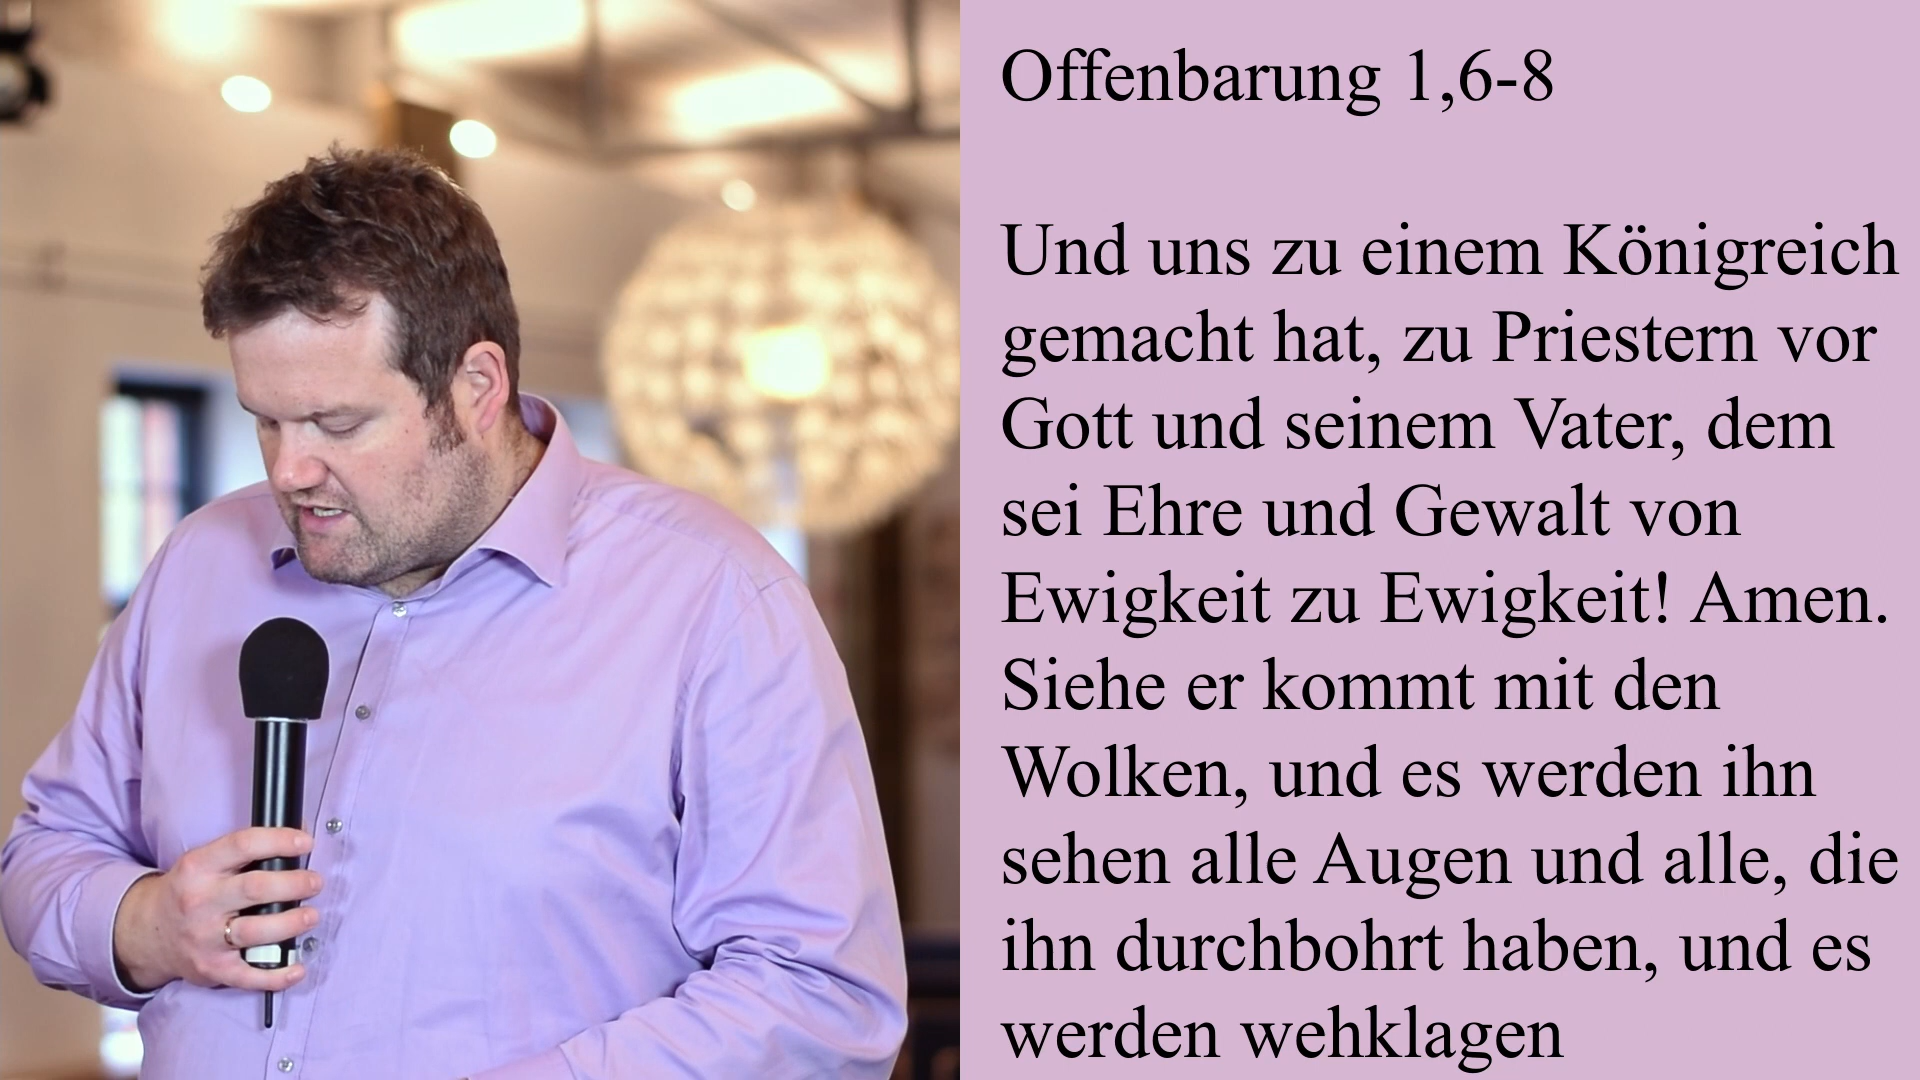 Offenbarung 1,6-8
Und uns zu einem Königreich
gemacht hat, zu Priestern vor
Gott und seinem Vater, dem
sei Ehre und Gewalt von
Ewigkeit zu Ewigkeit! Amen.
Siehe er kommt mit den
Wolken, und es werden ihn
sehen alle Augen und alle, die
ihn durchbohrt haben, und es
werden wehklagen